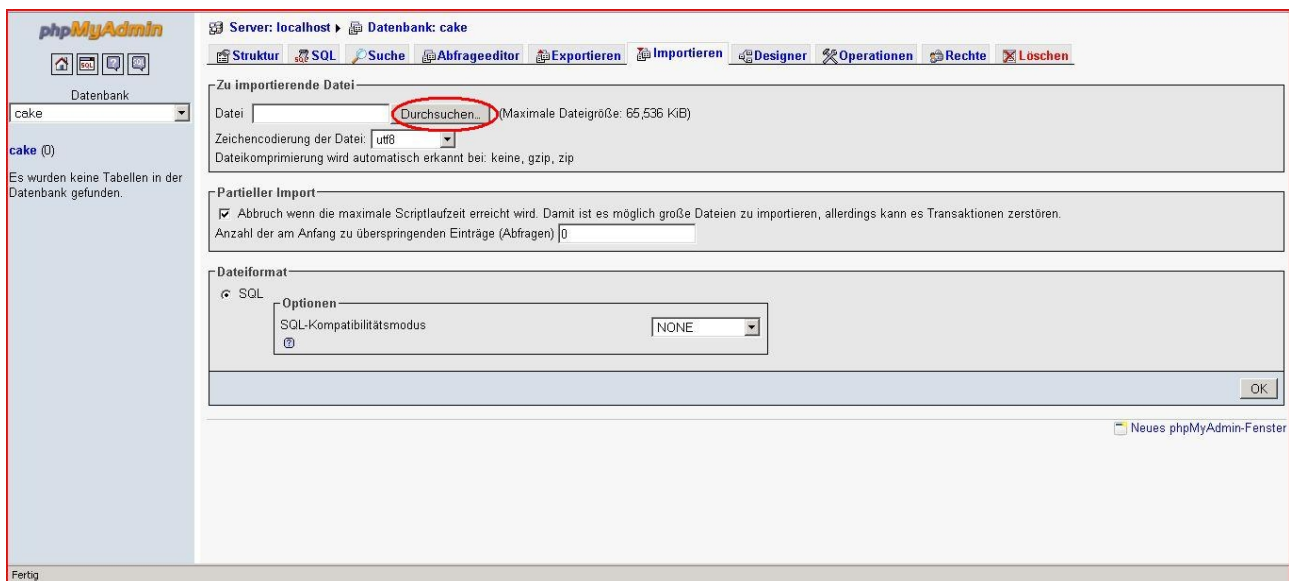 phpMyAdmin
SQL
Datenbank
cake
cake (0)
Es wurden keine Tabellen in der
Datenbank gefunden.
Server: localhost Datenbank: cake
Struktur SQL Suche Abfrageeditor Exportieren Importieren Designer Operationen Rechte Löschen
Zu importierende Datei
Datei Durchsuchen... (Maximale Dateigröße: 65,536 KiB)
Zeichencodierung der Datei: utf8
Dateikomprimierung wird automatisch erkannt bei: keine, gzip, zip
Partieller Import
Abbruch wenn die maximale Scriptlaufzeit erreicht wird. Damit ist es möglich große Dateien zu importieren, allerdings kann es Transaktionen zerstören.
Anzahl der am Anfang zu überspringenden Einträge (Abfragen) 0
Dateiformat
SQL
Optionen
SQL-Kompatibilitätsmodus NONE
OK
Neues phpMyAdmin-Fenster
Fertig